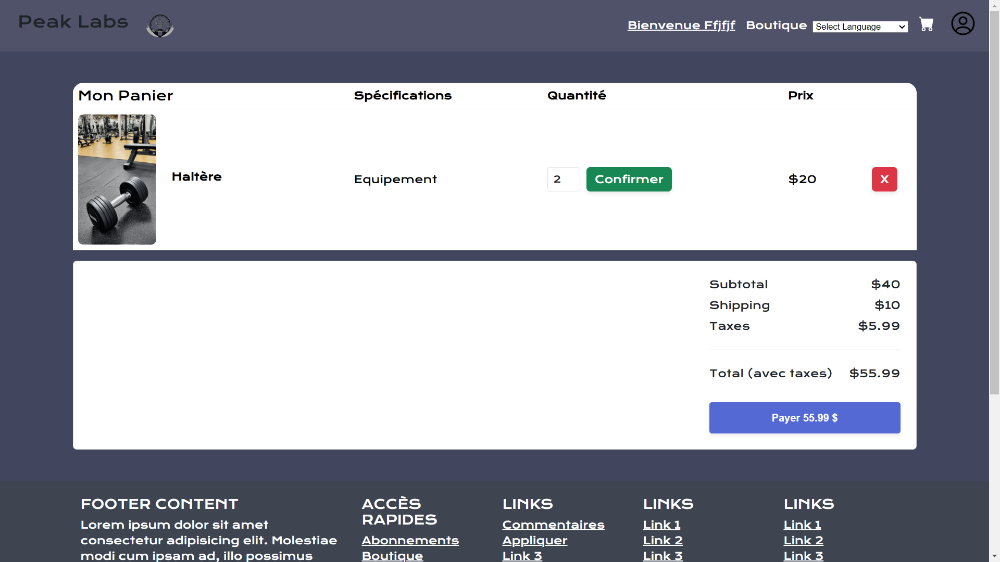 Peak Labs
Bienvenue Ffjfjf Boutique Select Language
Mon Panier Spécifications Quantité Prix
Haltère Equipement 2 Confirmer $20 X
Subtotal $40
Shipping $10
Taxes $5.99
Total (avec taxes) $55.99
Payer 55.99 $
FOOTER CONTENT
Lorem ipsum dolor sit amet
consectetur adipisicing elit. Molestiae
modi cum ipsam ad, illo possimus
ACCÈS
RAPIDES
Abonnements
Boutique
LINKS
Commentaires
Appliquer
Link 3
LINKS
Link 1
Link 2
Link 3
LINKS
Link 1
Link 2
Link 3